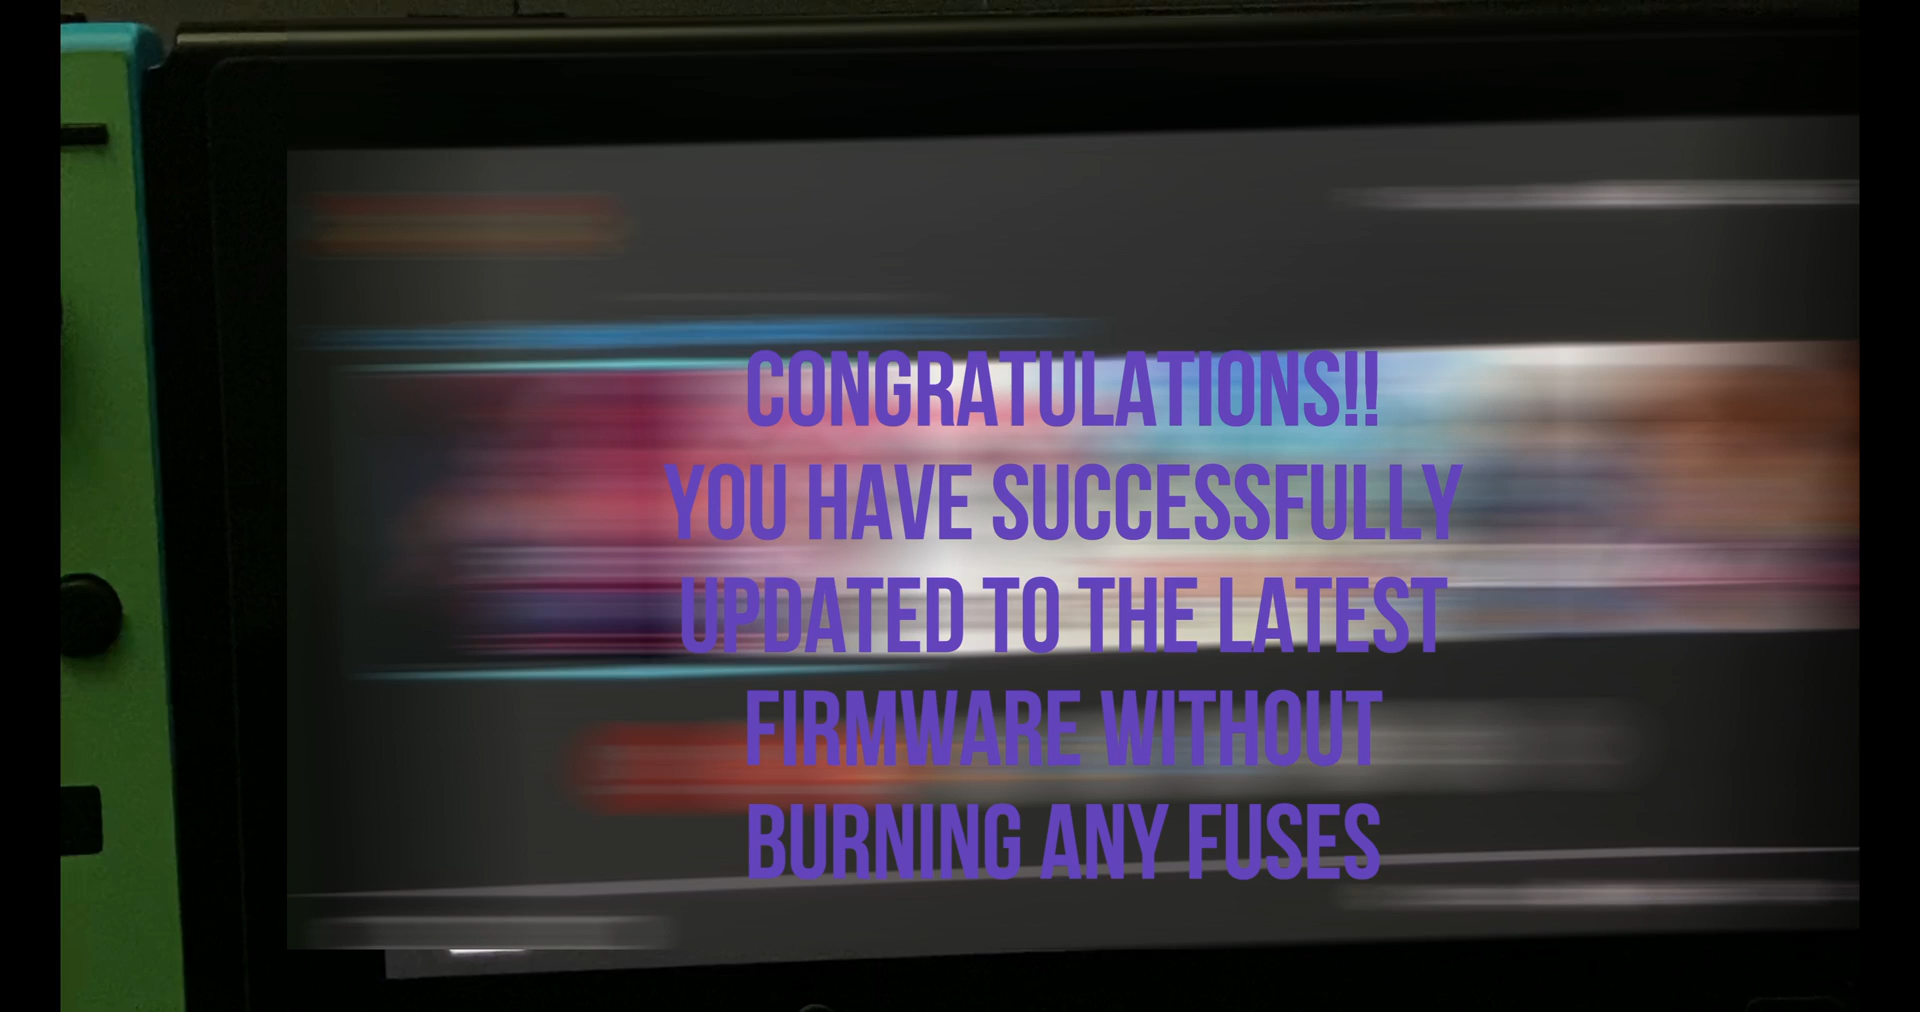 CONGRATULATIONS!!
YOU HAVE SUCCESSFULLY
UPDATED TO THE LATEST
FIRMWARE WITHOUT
BURNING ANY FUSES